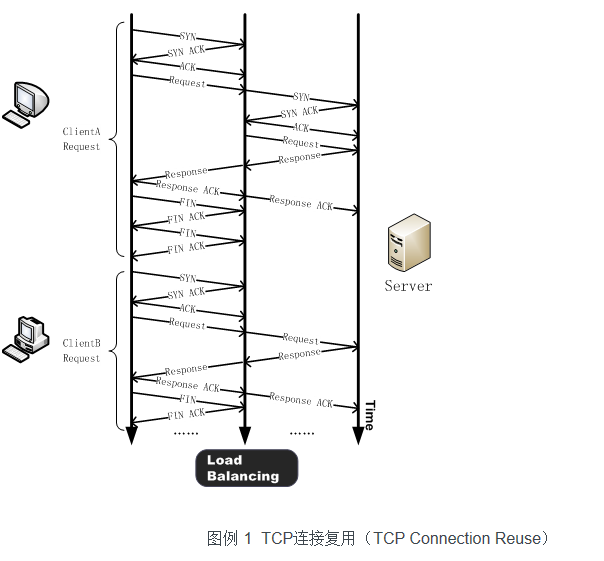 SYN
SYN ACK
ACK
Request
SYN
SYN ACK
ACK
Request
Response
Response
Response ACK
Response ACK
FIN
FIN ACK
FIN
FIN ACK
ClientA
Request
Server
SYN
SYN ACK
ACK
Request
Request
Response
Response
Response ACK
Response ACK
FIN
FIN ACK
ClientB
Request
Time
…… ……
Load
Balancing
图例 1 TCP连接复用（TCP Connection Reuse）